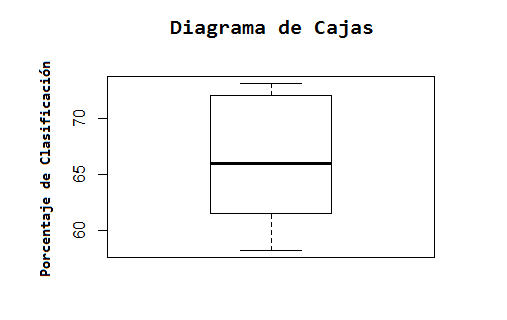 Diagrama de Cajas
Porcentaje de Clasificación
70
65
60